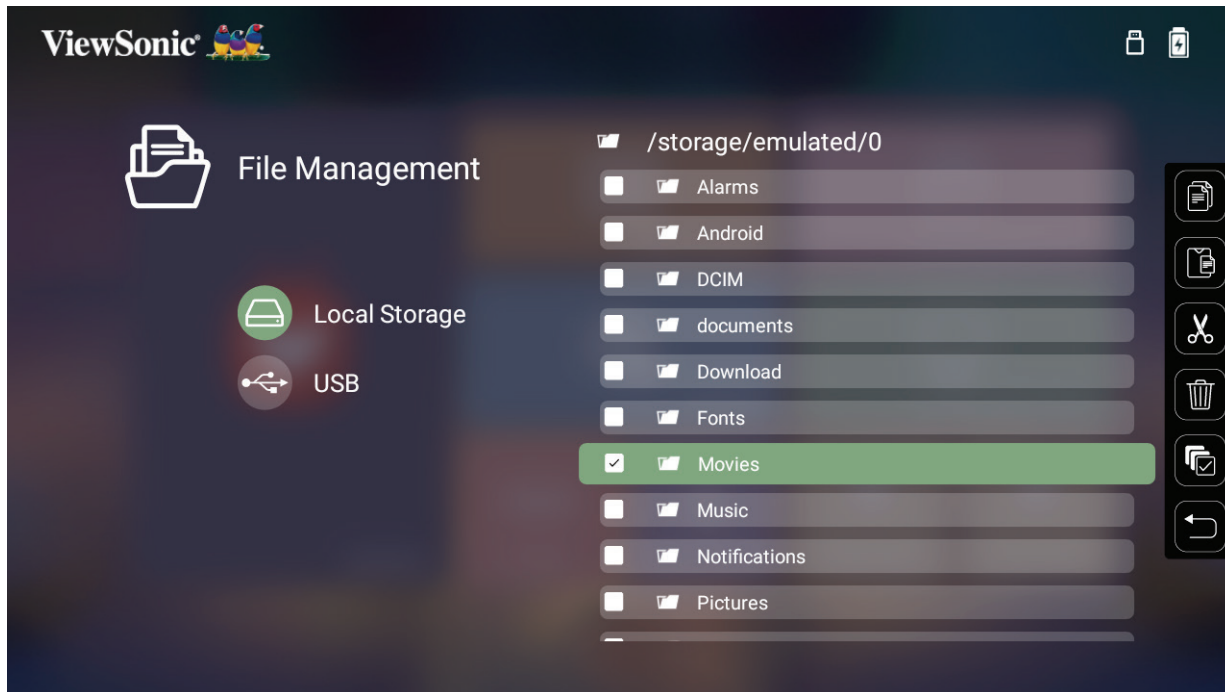 ViewSonic®
File Management
Local Storage
USB
/storage/emulated/0
Alarms
Android
DCIM
documents
Download
Fonts
Movies
Music
Notifications
Pictures